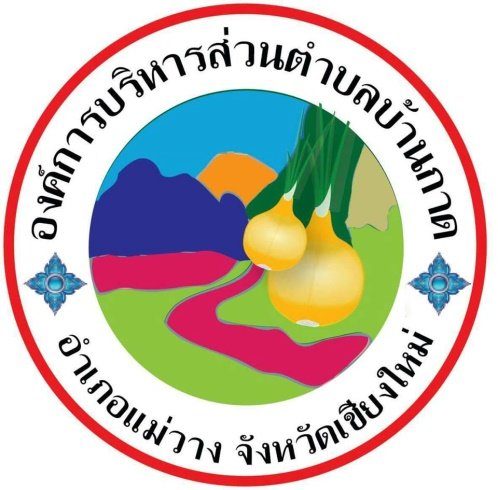 องค์การบริหารส่วนตำบลบ้านกาด
อำเภอแม่วาง จังหวัดเชียงใหม่